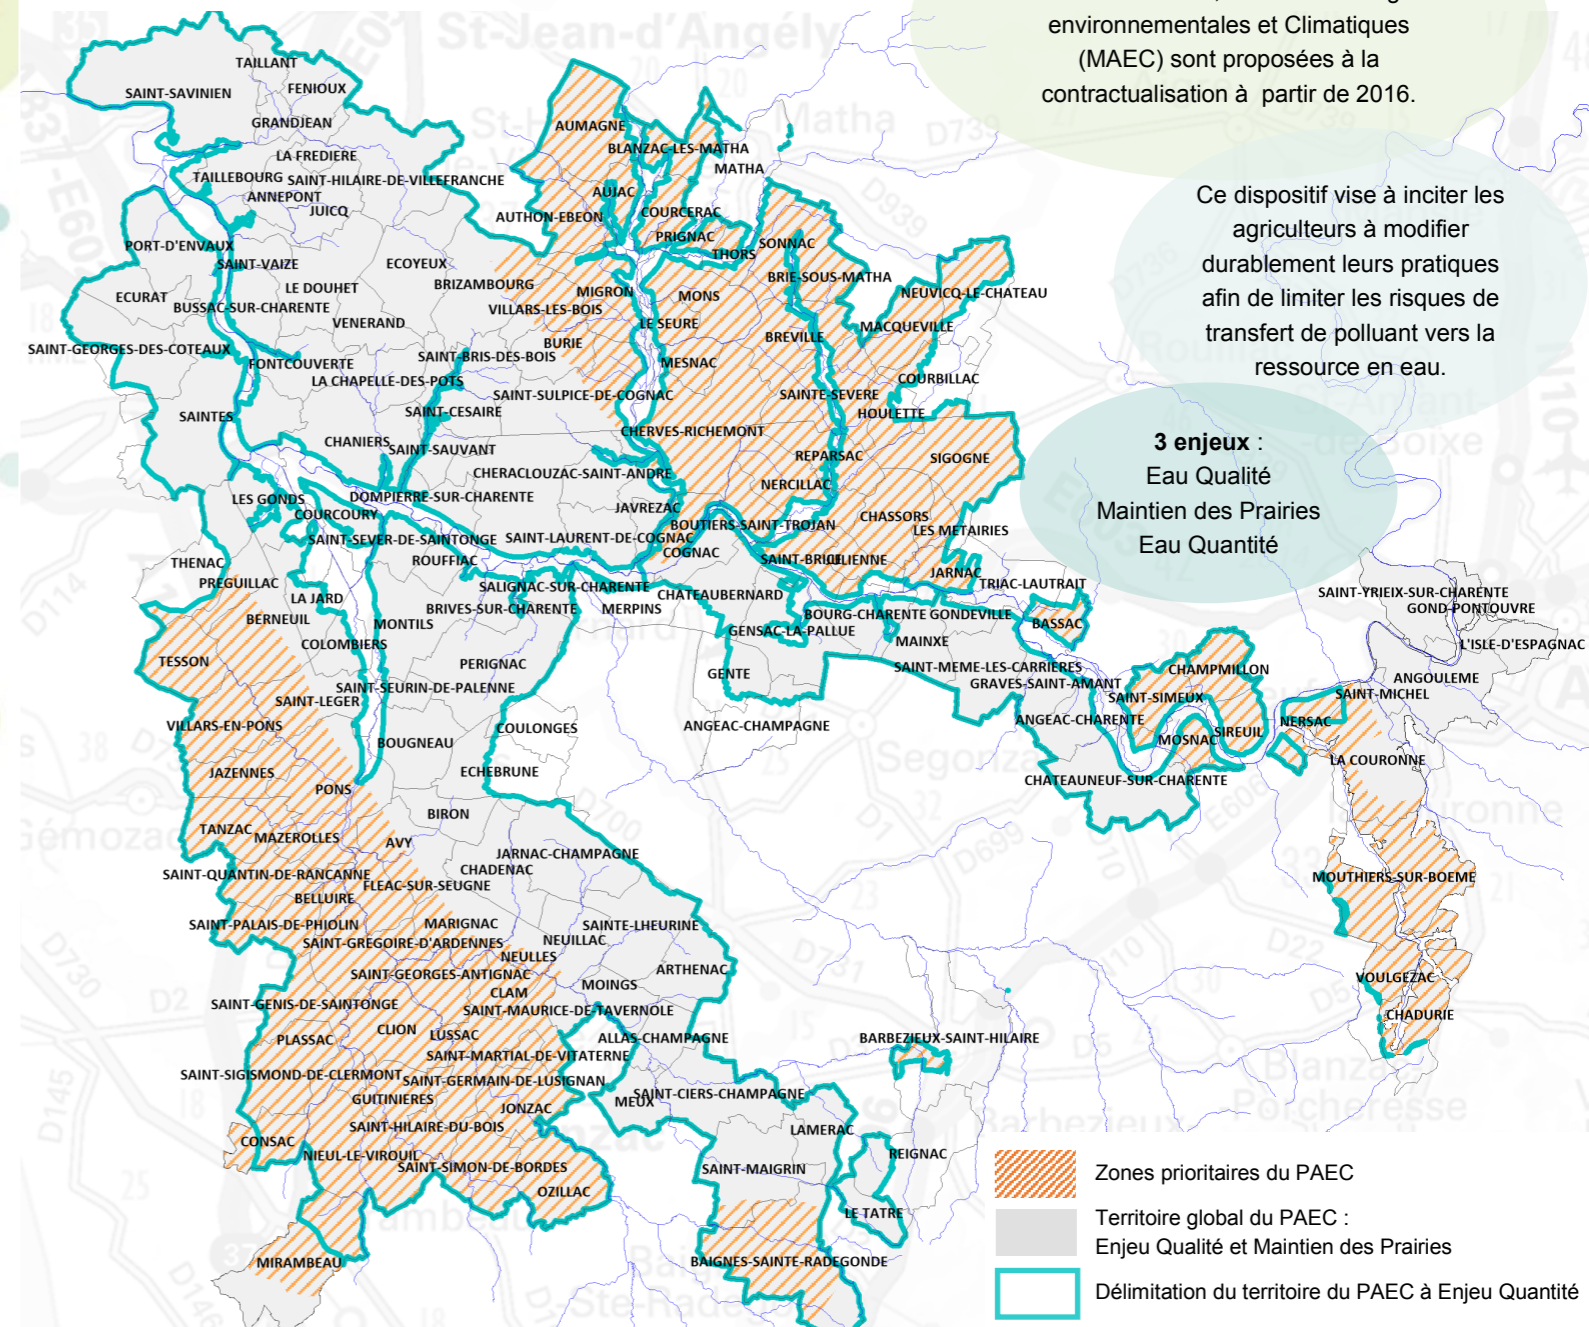 environnementales et Climatiques
(MAEC) sont proposées à la
contractualisation à partir de 2016.
Ce dispositif vise à inciter les
agriculteurs à modifier
durablement leurs pratiques
afin de limiter les risques de
transfert de polluant vers la
ressource en eau.
3 enjeux :
Eau Qualité
Maintien des Prairies
Eau Quantité
St-Jean-d'Angély
TAILLANT
SAINT-SAVINIEN
FENIOUX
GRANDJEAN
AUMAGNE
LA FREDIERE
BLANZAC-LES-MATHA
MATHA
TAILLEBOURG
SAINT-HILAIRE-DE-VILLEFRANCHE
ANNEPONT
AUJAC
JUICQ
COURCERAC
AUTHON-EBEON
PRIGNAC
SONNAC
THORS
PORT-D'ENVAUX
SAINT-VAIZE
ECOYEUX
BRIE-SOUS-MATHA
LE DOUHET
BRIZAMBOURG
MIGRON
MONS
NEUVICQ-LE-CHATEAU
ECURAT
BUSSAC-SUR-CHARENTE
VILLARS-LES-BOIS
VENERAND
LE SEURE
MACQUEVILLE
BREVILLE
BURIE
SAINT-GEORGES-DES-COTEAUX
SAINT-BRIS-DES-BOIS
FONTCOUVERTE
MESNAC
LA CHAPELLE-DES-POTS
COURBILLAC
SAINT-SULPICE-DE-COGNAC
SAINTE-SEVERE
SAINTES
SAINT-CESAIRE
HOULETTE
CHERVES-RICHEMONT
CHANIERS
SAINT-SAUVANT
REPARSAC
SIGOGNE
CHERAC
LOUZAC-SAINT-ANDRE
NERCILLAC
LES GONDS
DOMPIERRE-SUR-CHARENTE
JAVREZAC
COURCOURY
CHASSORS
BOUTIERS-SAINT-TROJAN
LES METAIRIES
SAINT-SEVER-DE-SAINTONGE
SAINT-LAURENT-DE-COGNAC
COGNAC
THENAC
ROUFFIAC
SAINT-BRICE
JULIENNE
JARNAC
PREGUILLAC
SALIGNAC-SUR-CHARENTE
TRIAC-LAUTRAIT
LA JARD
CHATEAUBERNARD
SAINT-YRIEIX-SUR-CHARENTE
BRIVES-SUR-CHARENTE
MERPINS
GOND-PONTOUVRE
BERNEUIL
MONTILS
BOURG-CHARENTE
GONDEVILLE
BASSAC
GENSAC-LA-PALLUE
COLOMBIERS
MAINXE
L'ISLE-D'ESPAGNAC
TESSON
PERIGNAC
SAINT-MEME-LES-CARRIERES
CHAMPMILLON
GENTE
ANGOULEME
GRAVES-SAINT-AMANT
SAINT-SEURIN-DE-PALENNE
SAINT-MICHEL
SAINT-LEGER
SAINT-SIMEUX
ANGEAC-CHARENTE
NERSAC
VILLARS-EN-PONS
COULONGES
ANGEAC-CHAMPAGNE
SIREUIL
MOSNAC
BOUGNEAU
LA COURONNE
JAZENNES
ECHEBRUNE
CHATEAUNEUF-SUR-CHARENTE
PONS
BIRON
TANZAC
MAZEROLLES
AVY
JARNAC-CHAMPAGNE
CHADENAC
SAINT-QUANTIN-DE-RANCANNE
MOUTHIERS-SUR-BOEME
FLEAC-SUR-SEUGNE
BELLUIRE
SAINT-PALAIS-DE-PHIOLIN
MARIGNAC
SAINTE-LHEURINE
SAINT-GREGOIRE-D'ARDENNES
NEUILLAC
NEULLES
SAINT-GEORGES-ANTIGNAC
ARTHENAC
VOULGEZAC
MOINGS
CLAM
SAINT-GENIS-DE-SAINTONGE
SAINT-MAURICE-DE-TAVERNOLE
CHADURIE
CLION
LUSSAC
PLASSAC
ALLAS-CHAMPAGNE
BARBEZIEUX-SAINT-HILAIRE
SAINT-MARTIAL-DE-VITATERNE
SAINT-SIGISMOND-DE-CLERMONT
SAINT-GERMAIN-DE-LUSIGNAN
SAINT-CIERS-CHAMPAGNE
GUITINIERES
MEUX
JONZAC
SAINT-HILAIRE-DU-BOIS
LAMERAC
CONSAC
NIEUL-LE-VIROUIL
REIGNAC
SAINT-SIMON-DE-BORDES
SAINT-MAIGRIN
OZILLAC
LE TATRE
MIRAMBEAU
BAIGNES-SAINTE-RADEGONDE
Zones prioritaires du PAEC
Territoire global du PAEC :
Enjeu Qualité et Maintien des Prairies
Délimitation du territoire du PAEC à Enjeu Quantité